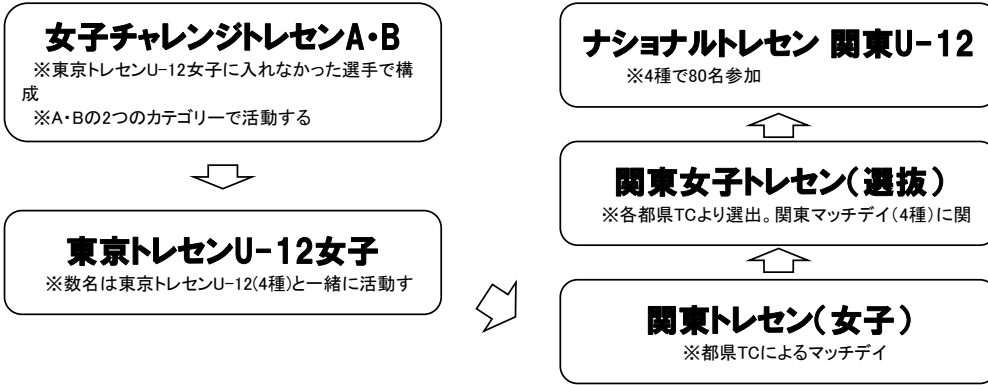 女子チャレンジトレセンA・B
※東京トレセンU-12女子に入れなかった選手で構
成
※A・Bの2つのカテゴリーで活動する
東京トレセンU-12女子
※数名は東京トレセンU-12(4種)と一緒に活動す
ナショナルトレセン 関東U-12
※4種で80名参加
関東女子トレセン(選抜)
※各都県TCより選出。関東マッチデイ(4種)に関
関東トレセン(女子)
※都県TCによるマッチデイ